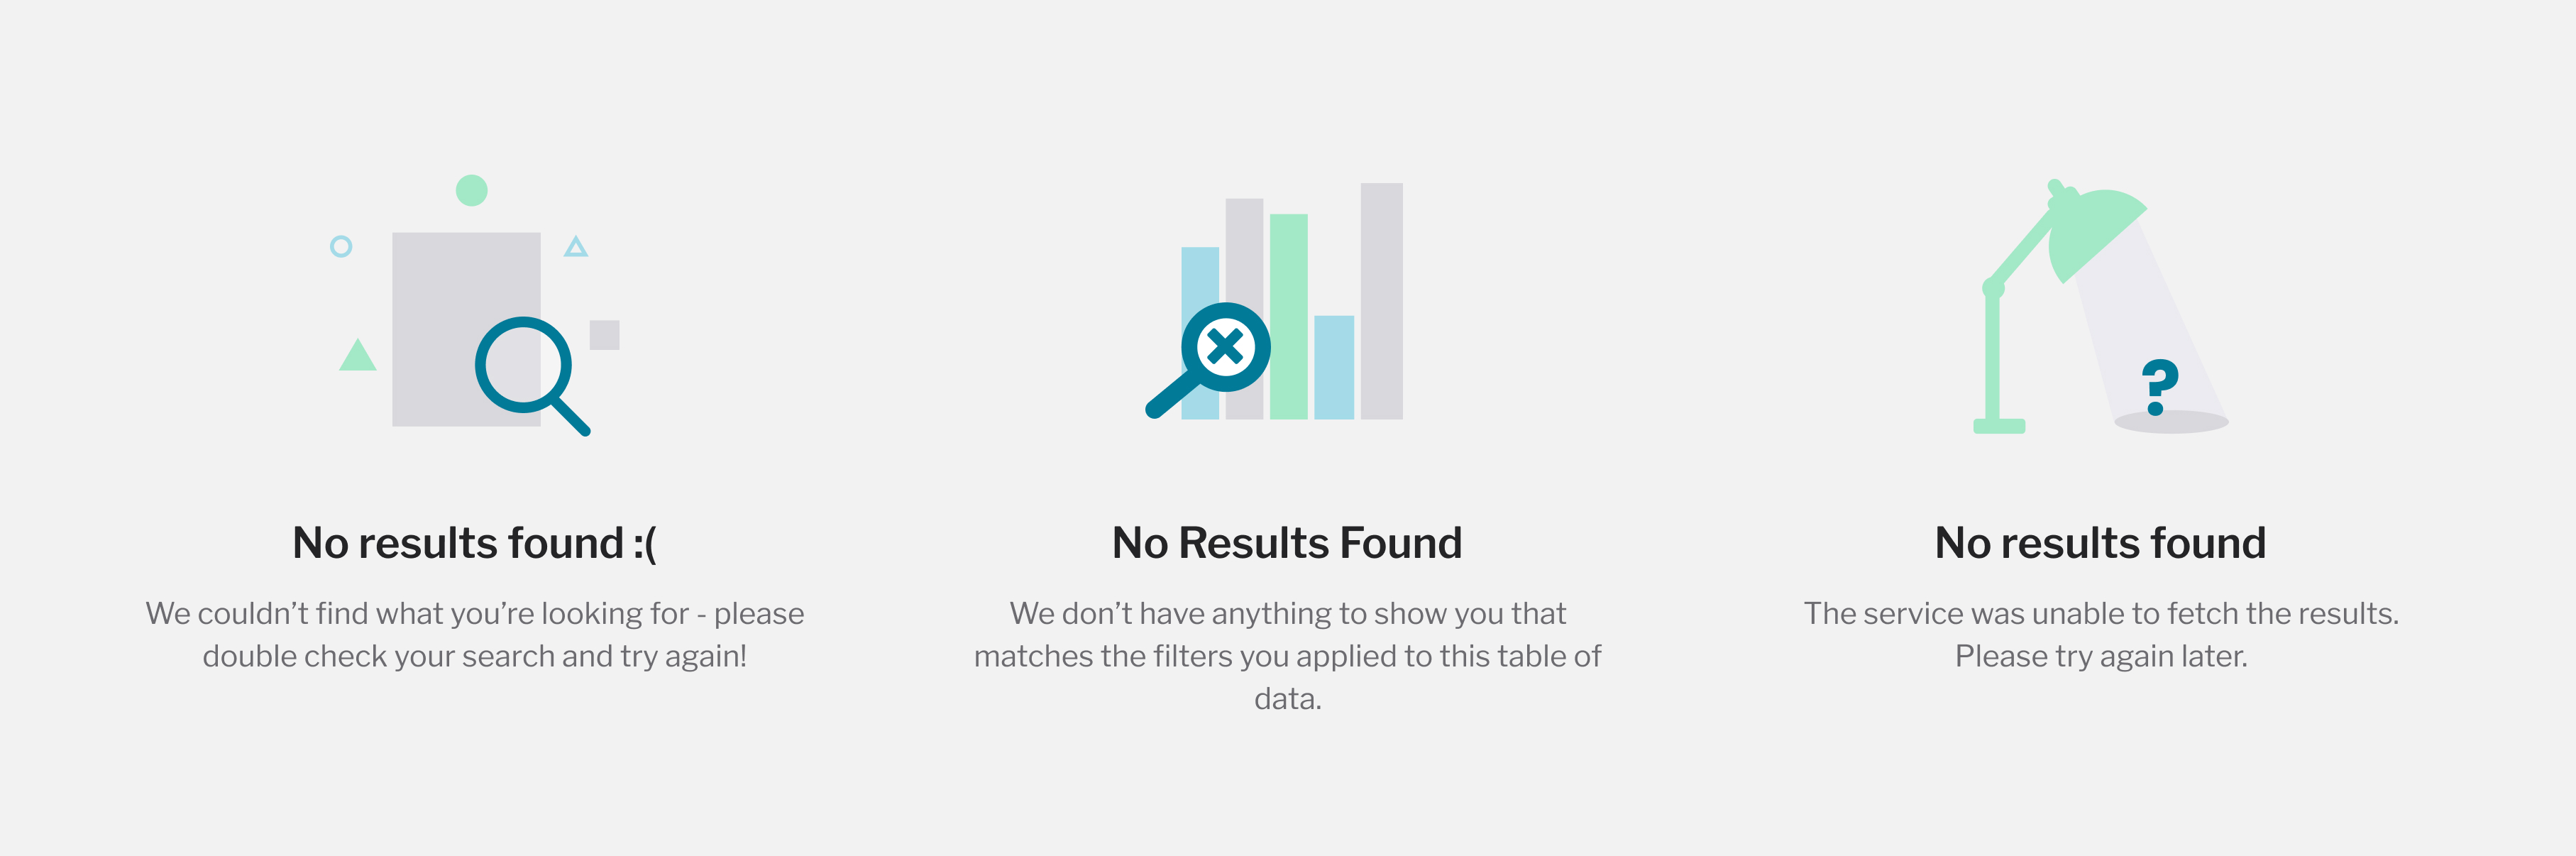 No results found :(
We couldn’t find what you’re looking for - please
double check your search and try again!
No Results Found
We don’t have anything to show you that
matches the filters you applied to this table of
data.
?
No results found
The service was unable to fetch the results.
Please try again later.